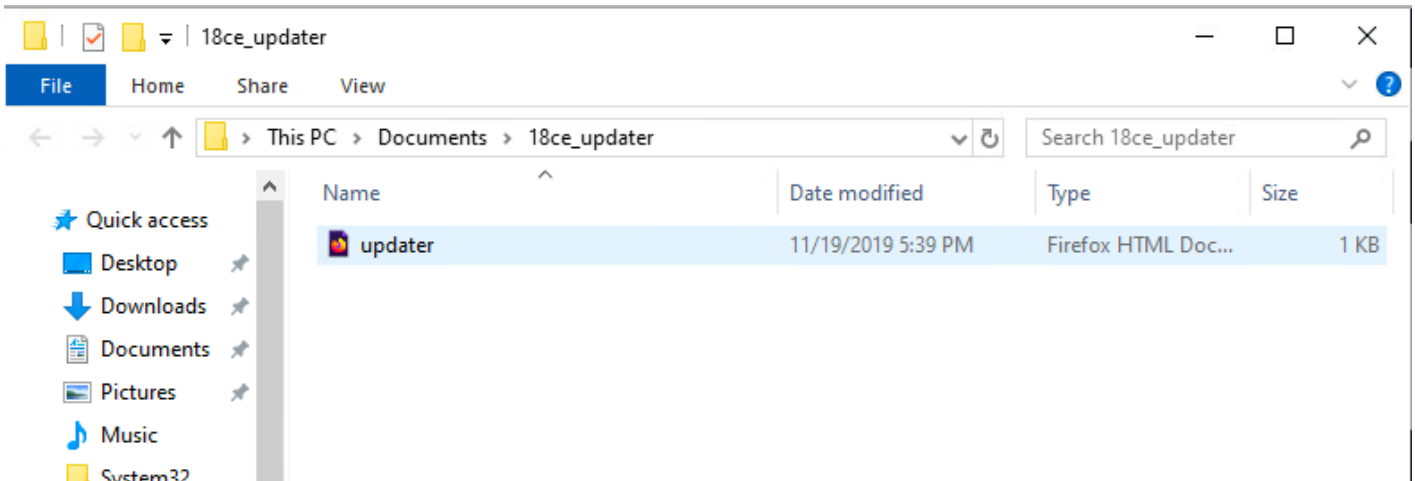 18ce_updater
File Home Share View
This PC > Documents > 18ce_updater Search 18ce_updater
Name Date modified Type Size
Quick access
updater 11/19/2019 5:39 PM Firefox HTML Doc... 1 KB
Desktop
Downloads
Documents
Pictures
Music
System32